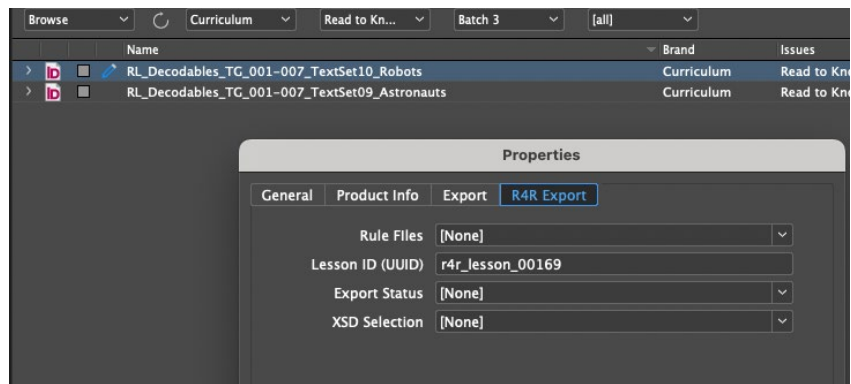 Browse Curriculum Read to Kn... Batch 3 [all]
Name Brand Issues
ID RL_Decodables_TG_001-007_TextSet10_Robots Curriculum Read to Kno
ID RL_Decodables_TG_001-007_TextSet09_Astronauts Curriculum Read to Kno
Properties
General Product Info Export R4R Export
Rule FIles [None]
Lesson ID (UUID) r4r_lesson_00169
Export Status [None]
XSD Selection [None]